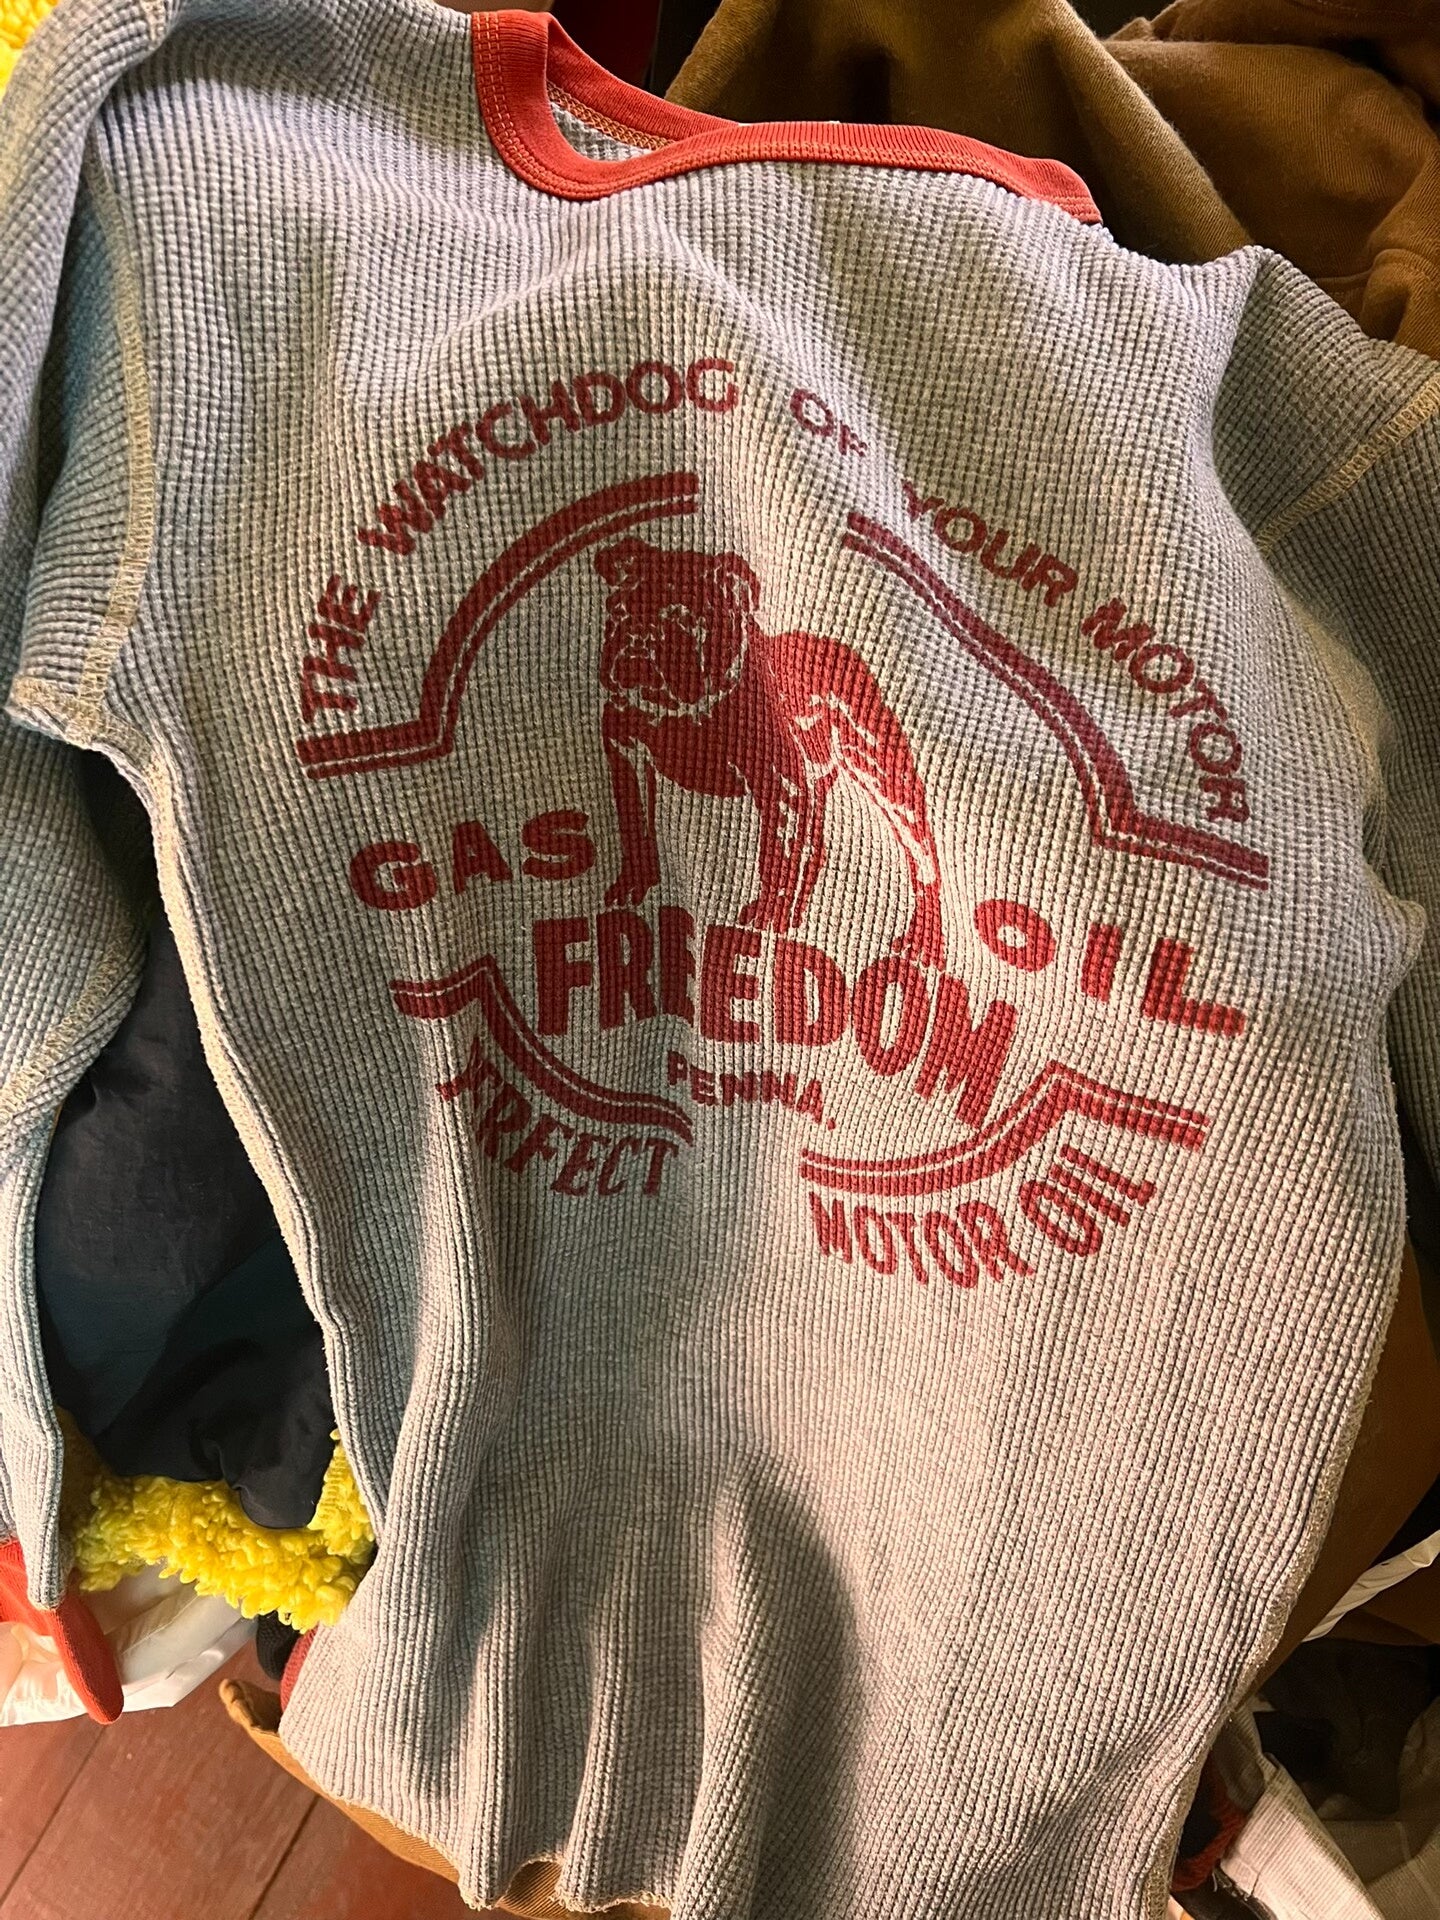 THE WATCHDOG OF YOUR MOTOR
GAS OIL
FREEDOM
PENNA.
PERFECT MOTOR OIL